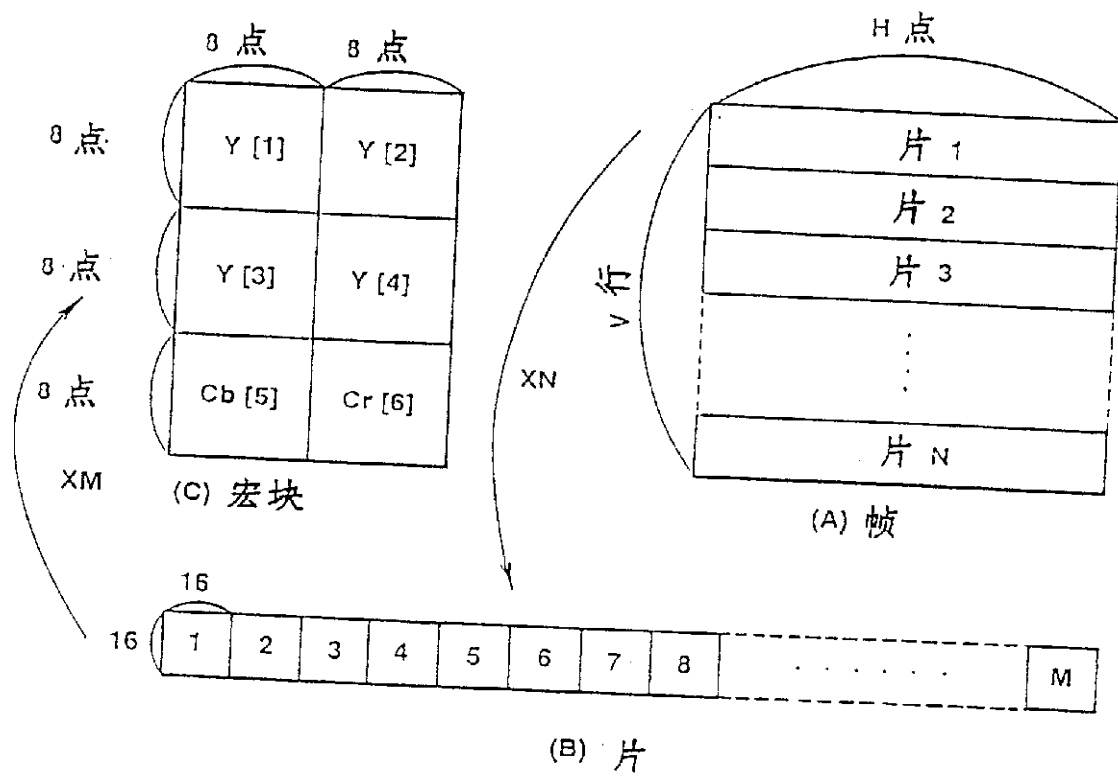 8 点 8 点
8 点 Y [1] Y [2]
8 点 Y [3] Y [4]
8 点 Cb [5] Cr [6]
XM
(C) 宏块
H 点
V 行
片 1
片 2
片 3
片 N
(A) 帧
XN
16
16 1 2 3 4 5 6 7 8 M
(B) 片